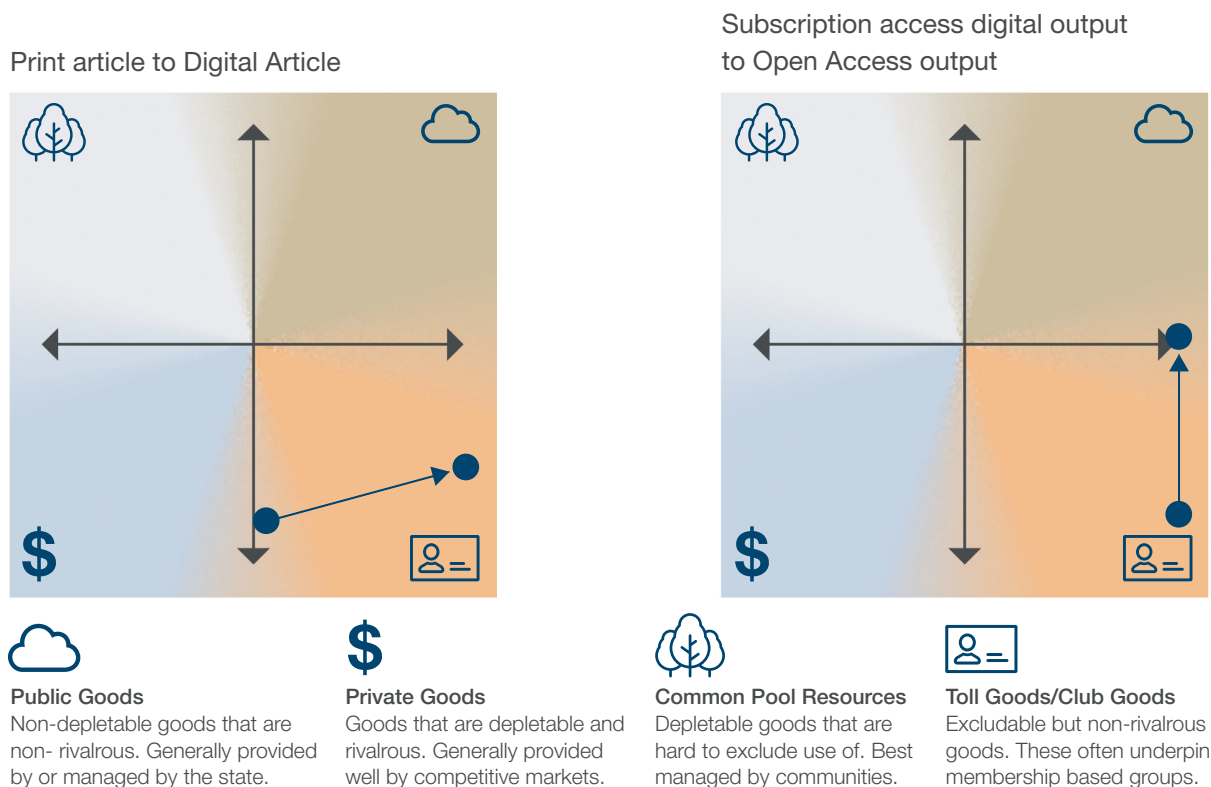 Print article to Digital Article
Subscription access digital output
to Open Access output
$
$
$
Public Goods
Non-depletable goods that are
non- rivalrous. Generally provided
by or managed by the state.
Private Goods
Goods that are depletable and
rivalrous. Generally provided
well by competitive markets.
Common Pool Resources
Depletable goods that are
hard to exclude use of. Best
managed by communities.
Toll Goods/Club Goods
Excludable but non-rivalrous
goods. These often underpin
membership based groups.